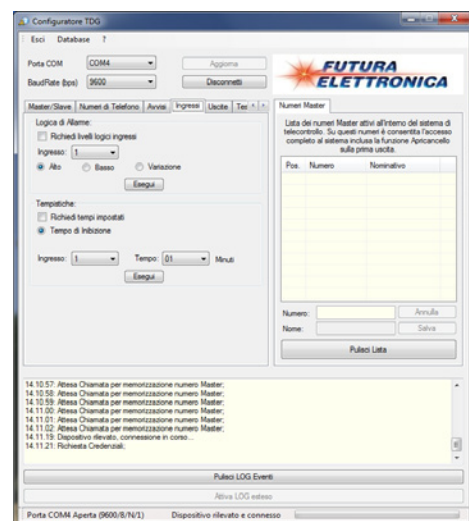 Configuratore TDG
Esci Database ?
Porta COM COM4 Aggiorna
BaudRate (bps) 9600 Disconnetti
FUTURA
ELETTRONICA
Master/Slave Numeri di Telefono Avvisi Ingressi Uscite Ter
Numeri Master
Logica di Allarme:
Richiedi livelli logici ingressi
Ingresso: 1
Alto Basso Variazione
Esegui
Tempistiche:
Richiedi tempi impostati
Tempo di Inibizione
Ingresso: 1 Tempo: 01 Minuti
Esegui
Lista dei numeri Master attivi all'interno del sistema di
telecontrollo. Su questi numeri è consentita l'accesso
completo al sistema inclusa la funzione Apricancello
sulla prima uscita.
Pos. Numero Nominativo
Numero: Annulla
Nome: Salva
Pulisci Lista
14.10.57: Attesa Chiamata per memorizzazione numero Master;
14.10.58: Attesa Chiamata per memorizzazione numero Master;
14.10.59: Attesa Chiamata per memorizzazione numero Master;
14.11.00: Attesa Chiamata per memorizzazione numero Master;
14.11.01: Attesa Chiamata per memorizzazione numero Master;
14.11.02: Attesa Chiamata per memorizzazione numero Master;
14.11.19: Dispositivo rilevato, connessione in corso...
14.11.21: Richiesta Credenziali;
Pulisci LOG Eventi
Attiva LOG esteso
Porta COM4 Aperta (9600/8/N/1) Dispositivo rilevato e connesso